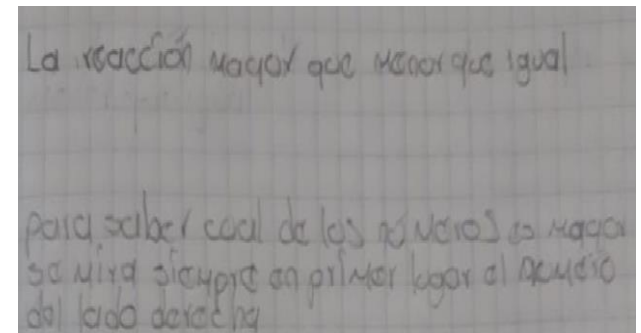 La reacción mayor que menor que igual
para saber cual de los números es mayor
se mira siempre en primer lugar al número
del lado derecha